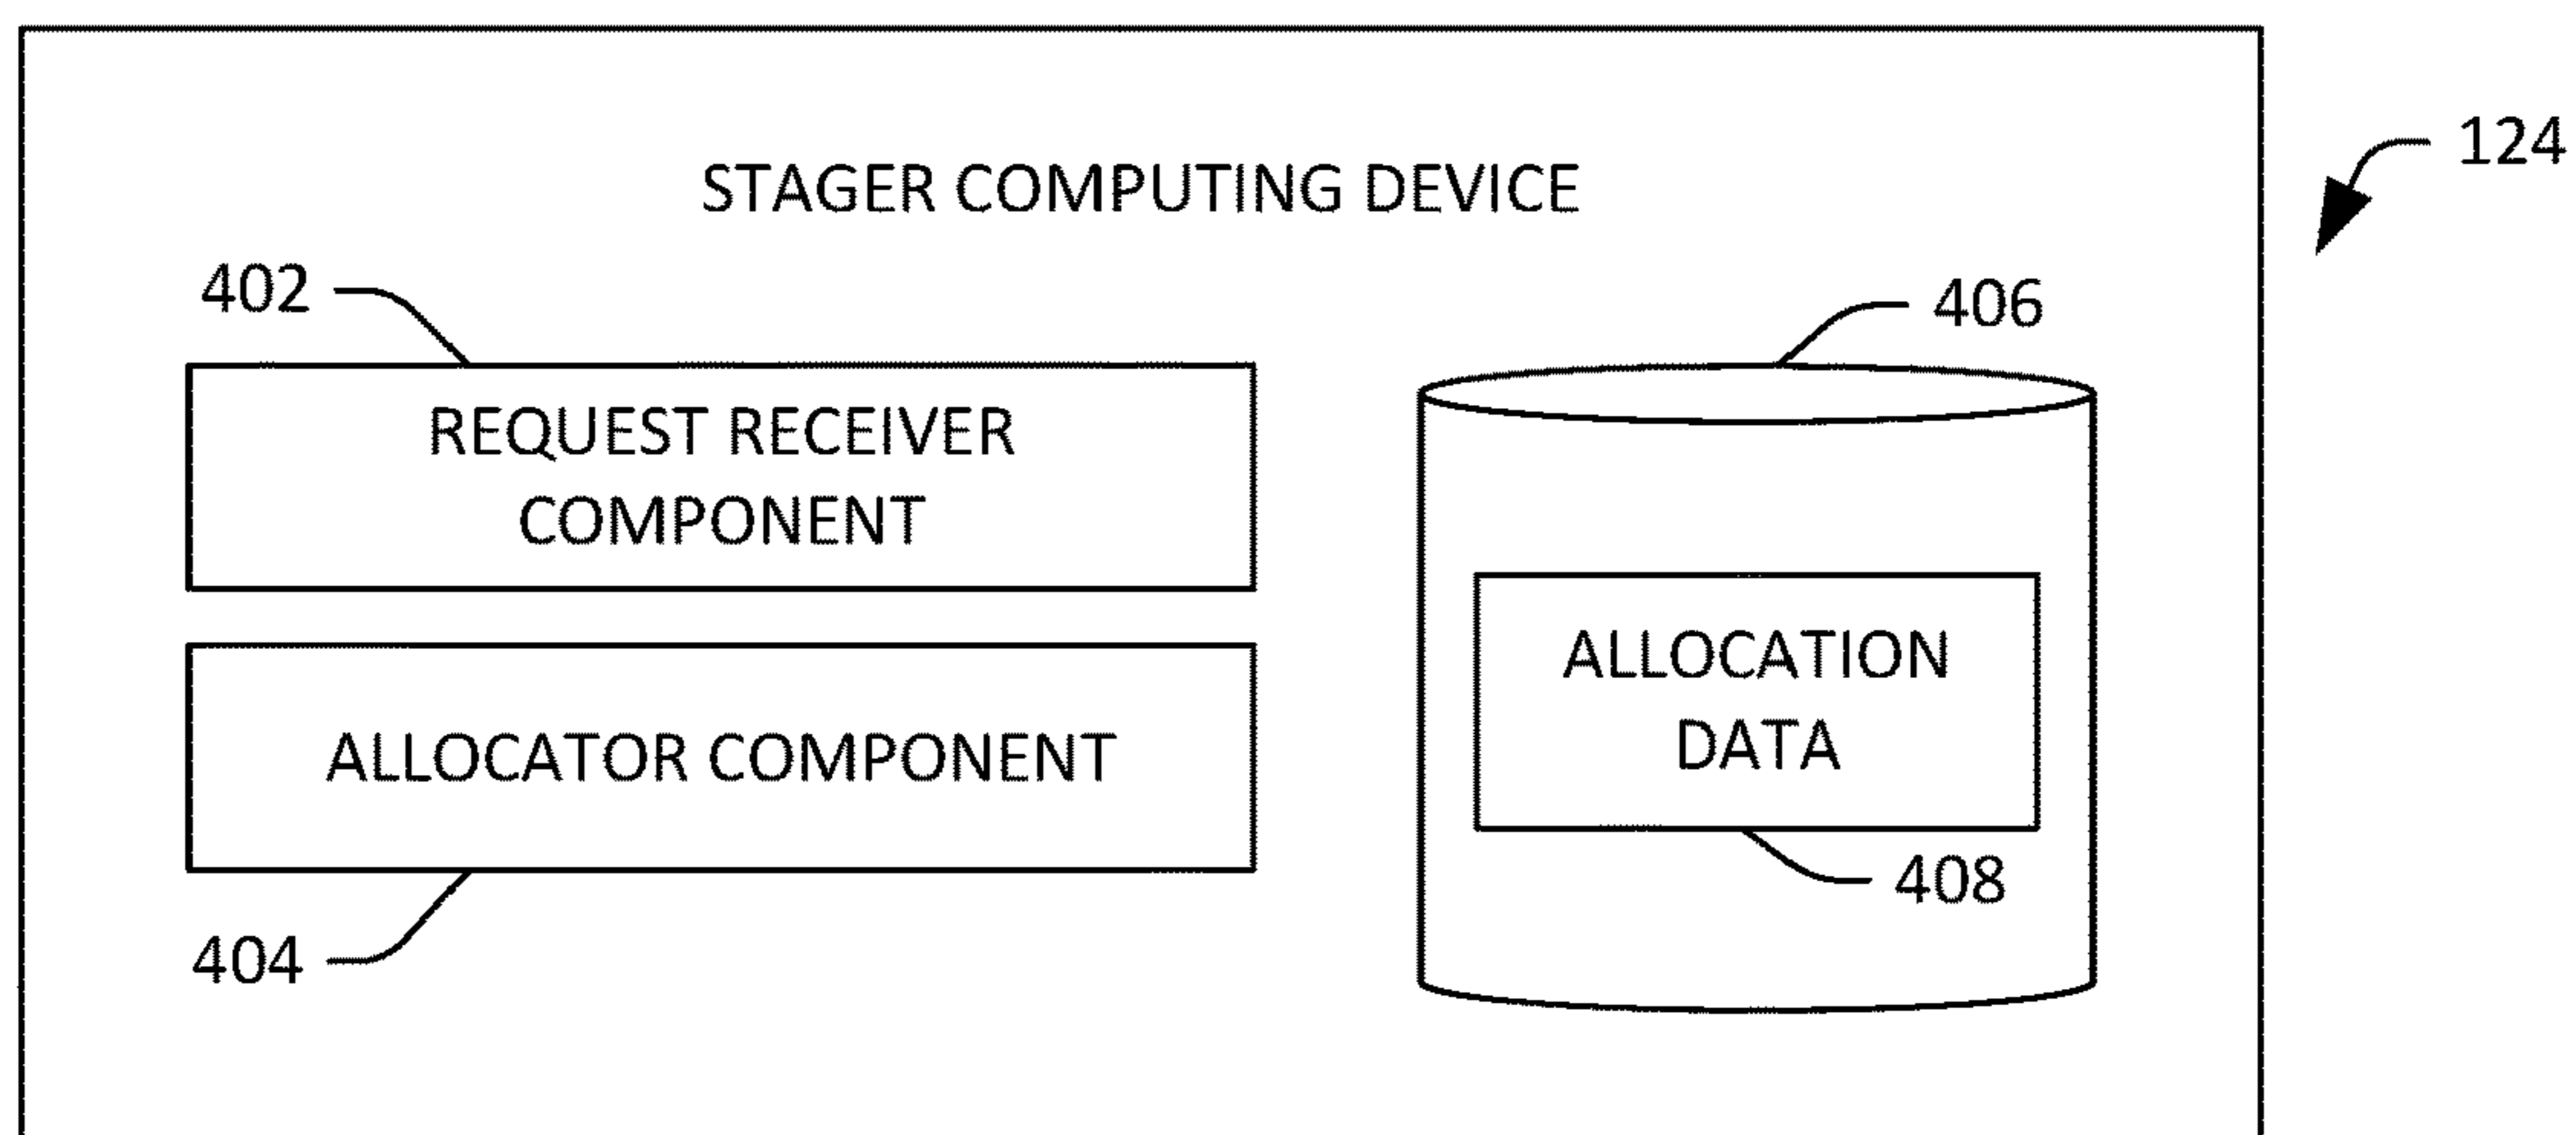 124
STAGER COMPUTING DEVICE
402
406
REQUEST RECEIVER
COMPONENT
ALLOCATION
DATA
ALLOCATOR COMPONENT
408
404